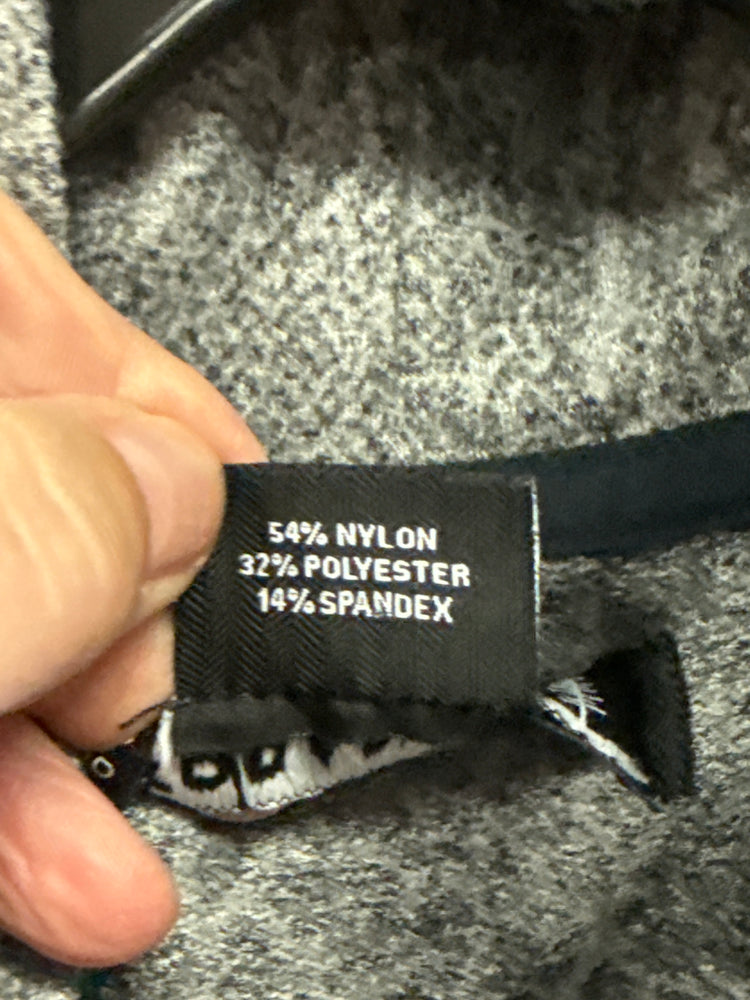 54% NYLON
32% POLYESTER
14% SPANDEX